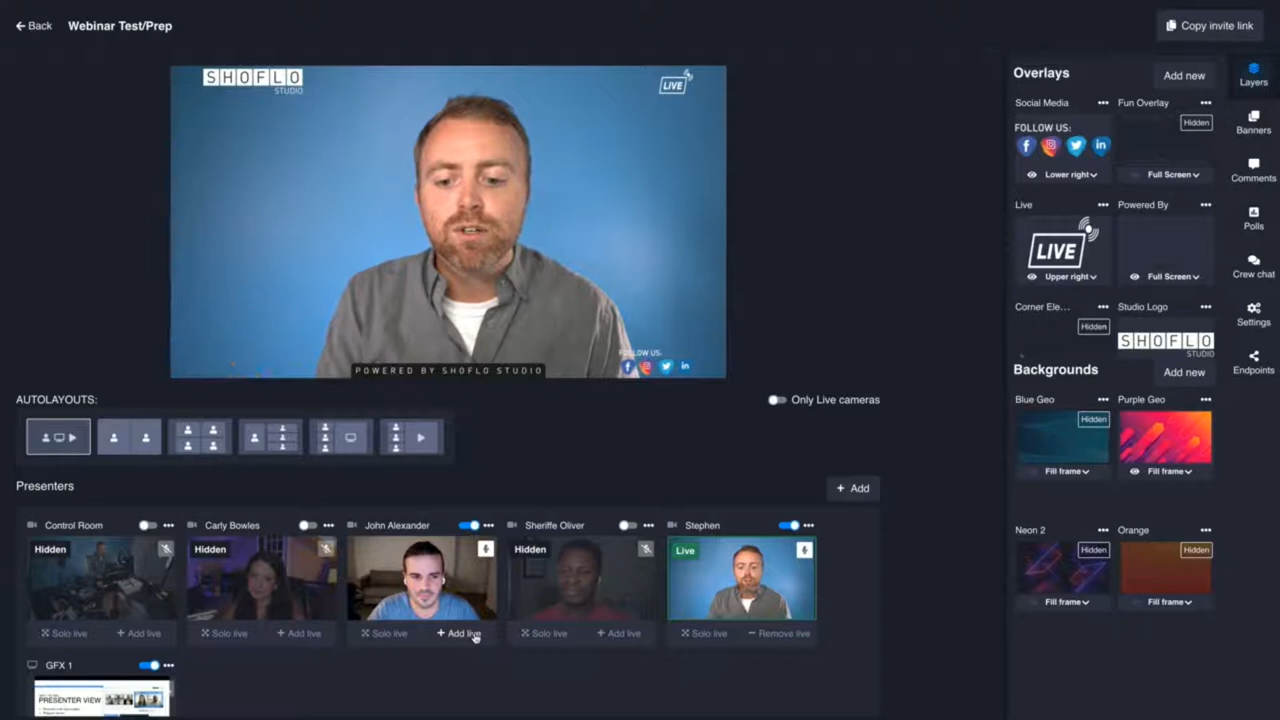 Back
Webinar Test/Prep
Copy invite link
SHOFLO
STUDIO
LIVE
FOLLOW US:
POWERED BY SHOFLO STUDIO
Overlays
Add new
Social Media
Fun Overlay
FOLLOW US:
Hidden
Lower right
Full Screen
Live
Powered By
LIVE
Upper right
Full Screen
Corner Ele...
Studio Logo
Hidden
SHOFLO
STUDIO
Backgrounds
Add new
Blue Geo
Purple Geo
Hidden
Fill frame
Fill frame
Neon 2
Orange
Hidden
Hidden
Fill frame
Fill frame
Layers
Banners
Comments
Polls
Crew chat
Settings
Endpoints
AUTOLAYOUTS:
Only Live cameras
Presenters
+ Add
Control Room
Carly Bowles
John Alexander
Sheriffe Oliver
Stephen
Hidden
Hidden
Hidden
Live
Solo live
+ Add live
Solo live
+ Add live
Solo live
+ Add live
Solo live
+ Add live
Solo live
− Remove live
GFX 1
PRESENTER VIEW